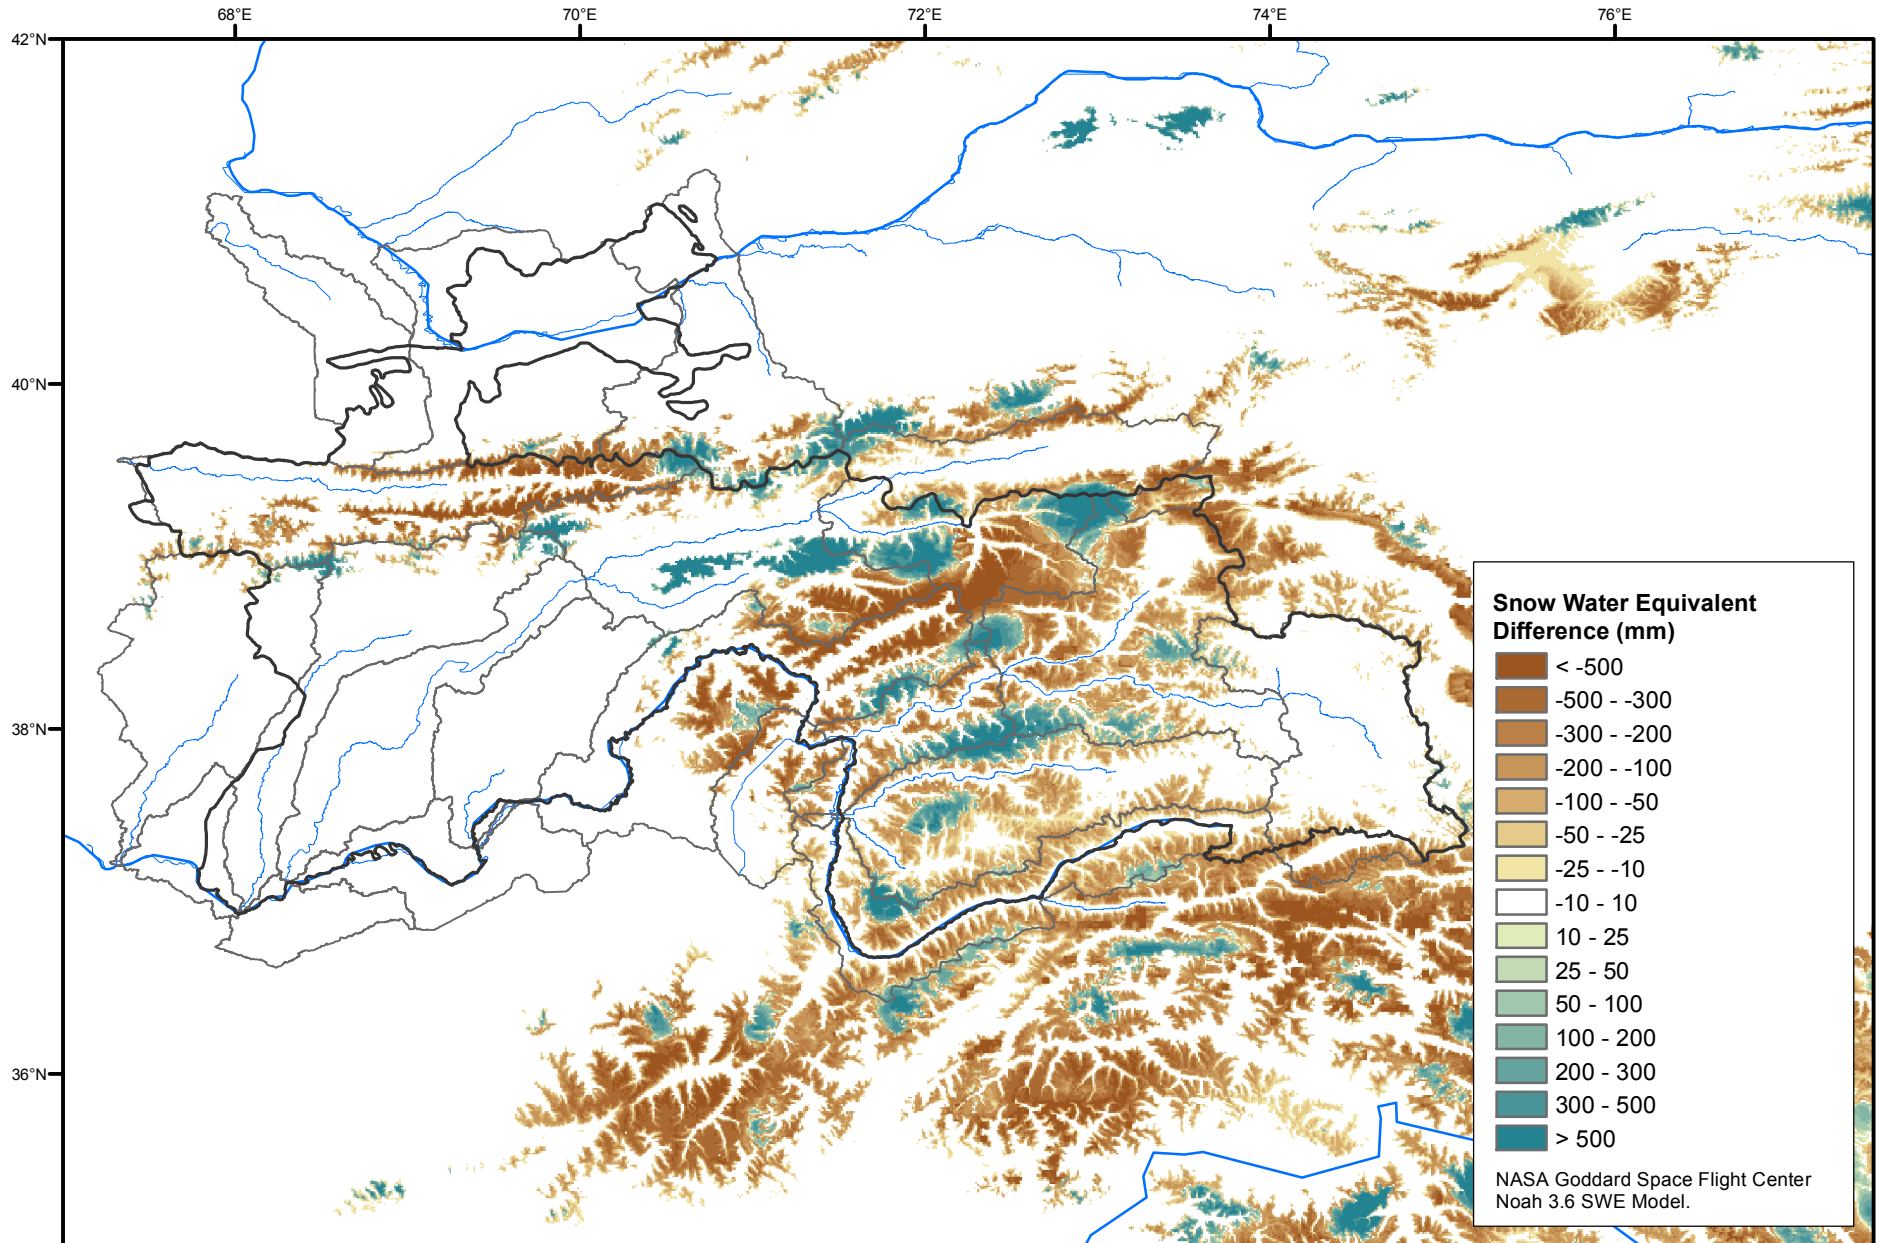 68°E 70°E 72°E 74°E 76°E
42°N
40°N
38°N
36°N
Snow Water Equivalent
Difference (mm)
< -500
-500 - -300
-300 - -200
-200 - -100
-100 - -50
-50 - -25
-25 - -10
-10 - 10
10 - 25
25 - 50
50 - 100
100 - 200
200 - 300
300 - 500
> 500
NASA Goddard Space Flight Center
Noah 3.6 SWE Model.